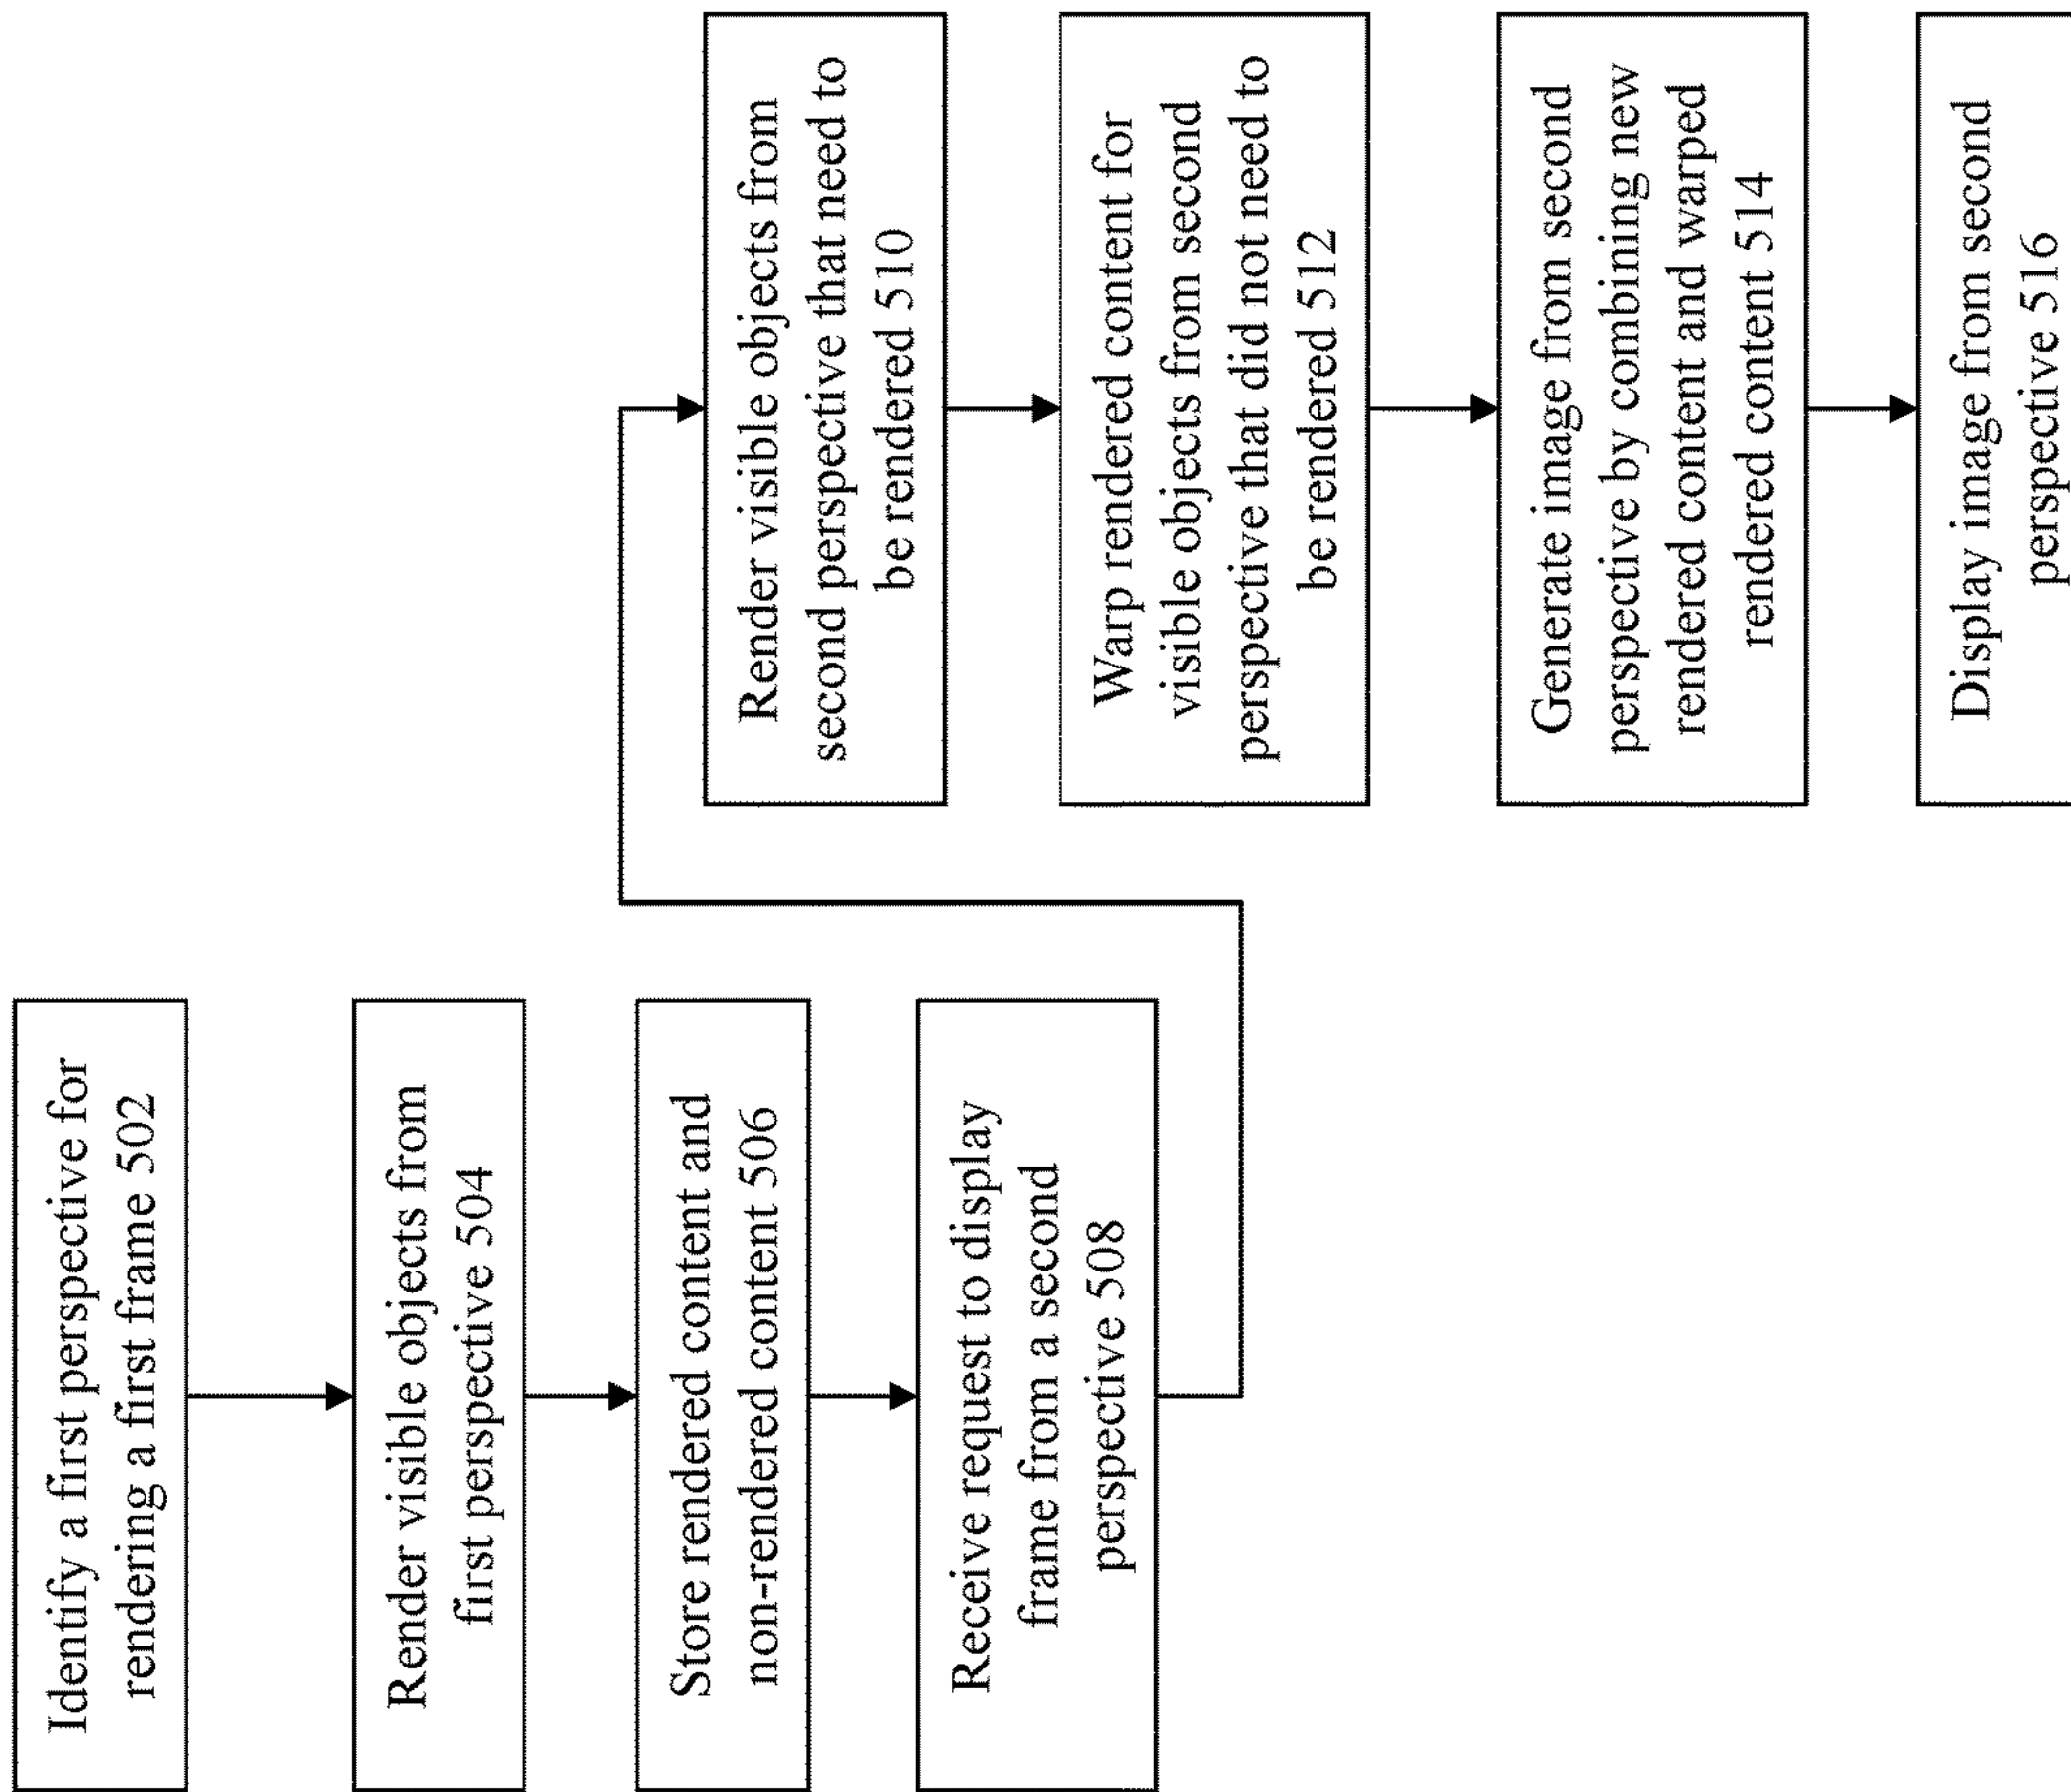 Identify a first perspective for
rendering a first frame 502
Render visible objects from
first perspective 504
Store rendered content and
non-rendered content 506
Receive request to display
frame from a second
perspective 508
Render visible objects from
second perspective that need to
be rendered 510
Warp rendered content for
visible objects from second
perspective that did not need to
be rendered 512
Generate image from second
perspective by combining new
rendered content and warped
rendered content 514
Display image from second
perspective 516